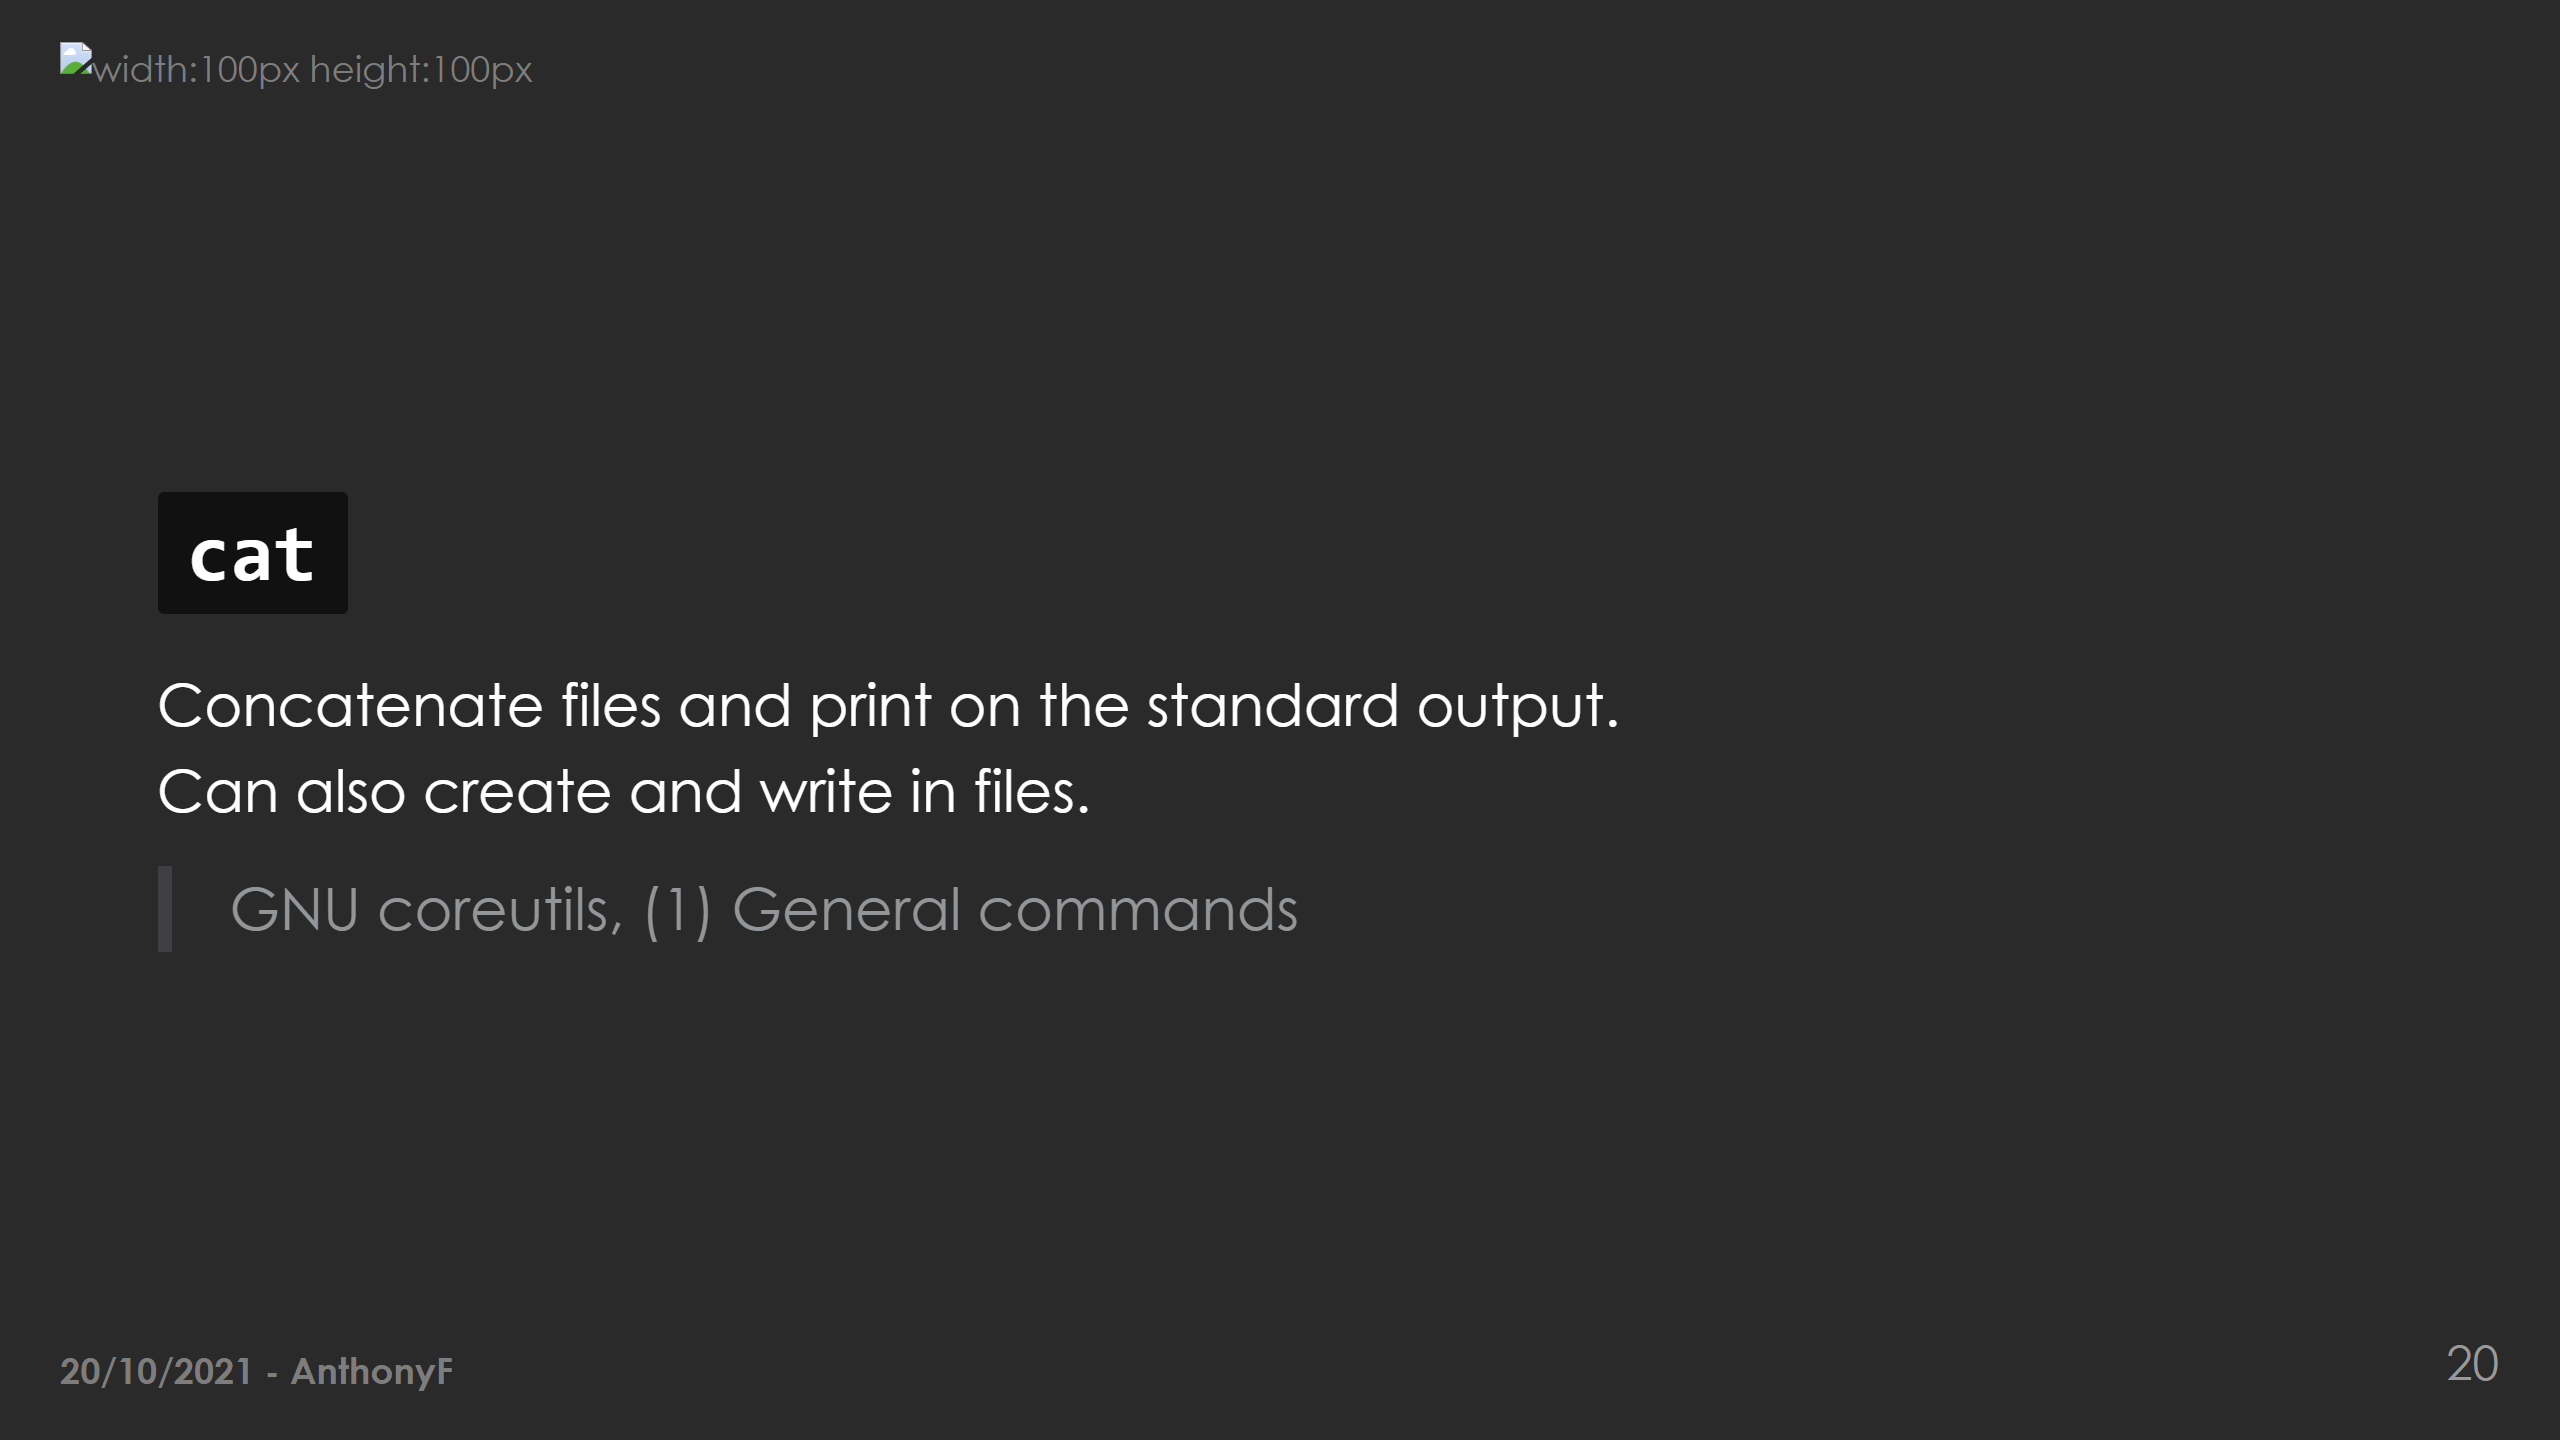 width:100px height:100px
cat
Concatenate files and print on the standard output.
Can also create and write in files.
GNU coreutils, (1) General commands
20/10/2021 - AnthonyF
20